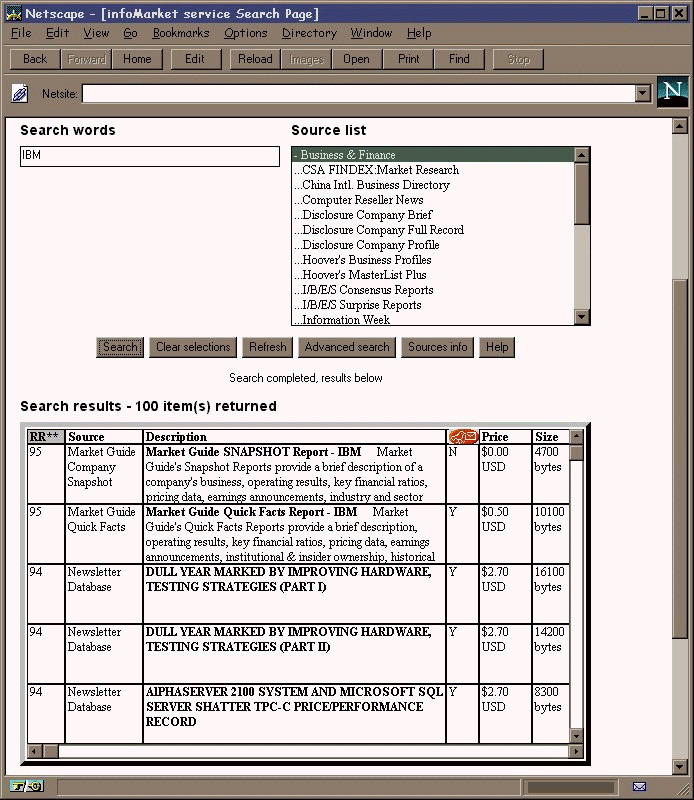 Netscape - [infoMarket service Search Page]
File Edit View Go Bookmarks Options Directory Window Help
Back Forward Home Edit Reload Images Open Print Find Stop
Netsite:
N
Search words Source list
IBM
- Business & Finance
...CSA FINDEX:Market Research
...China Intl. Business Directory
...Computer Reseller News
...Disclosure Company Brief
...Disclosure Company Full Record
...Disclosure Company Profile
...Hoover's Business Profiles
...Hoover's MasterList Plus
...I/B/E/S Consensus Reports
...I/B/E/S Surprise Reports
...Information Week
Search Clear selections Refresh Advanced search Sources info Help
Search completed, results below
Search results - 100 item(s) returned
RR** Source Description Price Size
95 Market Guide Market Guide SNAPSHOT Report - IBM Market N $0.00 4700
Company Guide's Snapshot Reports provide a brief description of a USD bytes
Snapshot company's business, operating results, key financial ratios,
pricing data, earnings announcements, industry and sector
95 Market Guide Market Guide Quick Facts Report - IBM Market Y $0.50 10100
Quick Facts Guide's Quick Facts Reports provide a brief description, USD bytes
operating results, key financial ratios, pricing data, earnings
announcements, institutional & insider ownership, historical
94 Newsletter DULL YEAR MARKED BY IMPROVING HARDWARE, Y $2.70 16100
Database TESTING STRATEGIES (PART I) USD bytes
94 Newsletter DULL YEAR MARKED BY IMPROVING HARDWARE, Y $2.70 14200
Database TESTING STRATEGIES (PART II) USD bytes
94 Newsletter AlPHASERVER 2100 SYSTEM AND MICROSOFT SQL Y $2.70 8300
Database SERVER SHATTER TPC-C PRICE/PERFORMANCE USD bytes
RECORD